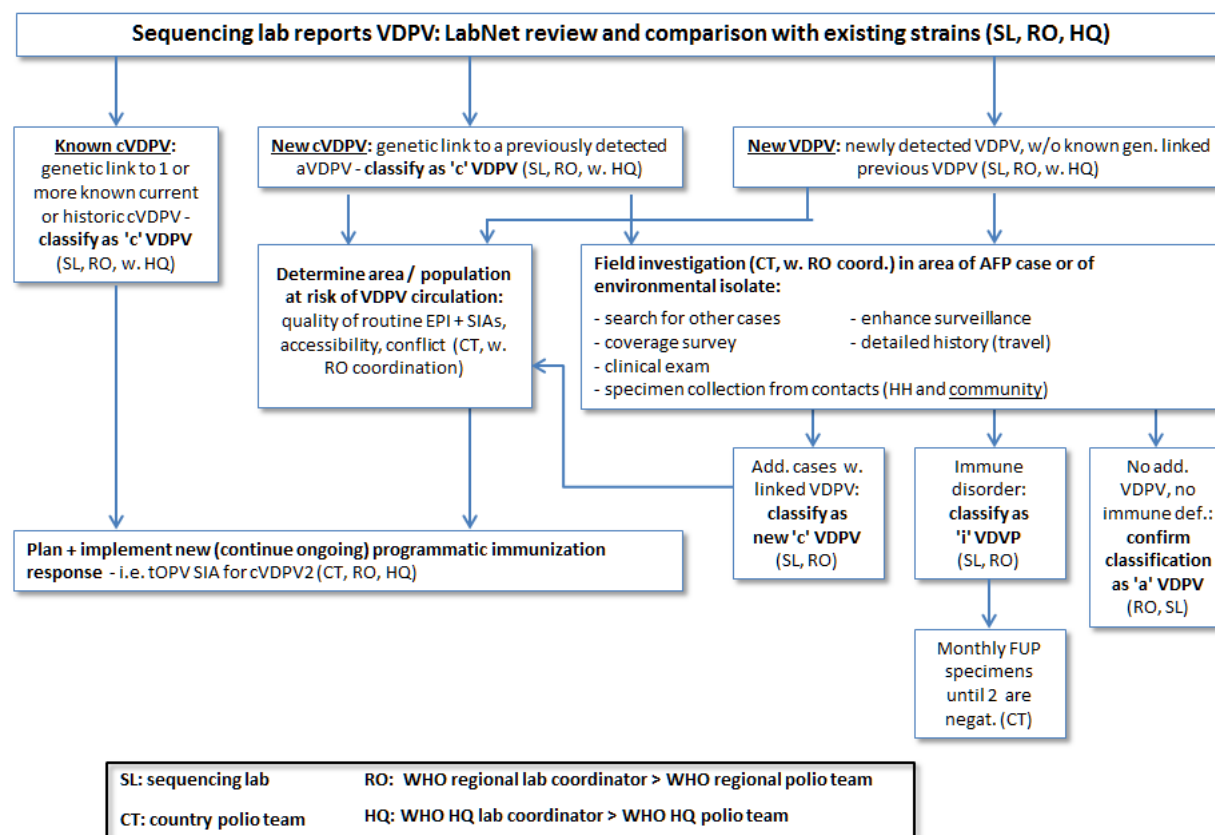 Sequencing lab reports VDPV: LabNet review and comparison with existing strains (SL, RO, HQ)
Known cVDPV:
genetic link to 1 or
more known current
or historic cVDPV -
classify as 'c' VDPV
(SL, RO, w. HQ)
New cVDPV: genetic link to a previously detected
aVDPV - classify as 'c' VDPV (SL, RO, w. HQ)
New VDPV: newly detected VDPV, w/o known gen. linked
previous VDPV (SL, RO, w. HQ)
Determine area / population
at risk of VDPV circulation:
quality of routine EPI + SIAs,
accessibility, conflict (CT, w.
RO coordination)
Field investigation (CT, w. RO coord.) in area of AFP case or of
environmental isolate:
- search for other cases
- enhance surveillance
- coverage survey
- detailed history (travel)
- clinical exam
- specimen collection from contacts (HH and community)
Add. cases w.
linked VDPV:
classify as
new 'c' VDPV
(SL, RO)
Immune
disorder:
classify as
'i' VDVP
(SL, RO)
No add.
VDPV, no
immune def.:
confirm
classification
as 'a' VDPV
(RO, SL)
Plan + implement new (continue ongoing) programmatic immunization
response - i.e. tOPV SIA for cVDPV2 (CT, RO, HQ)
Monthly FUP
specimens
until 2 are
negat. (CT)
SL: sequencing lab
RO: WHO regional lab coordinator > WHO regional polio team
CT: country polio team
HQ: WHO HQ lab coordinator > WHO HQ polio team